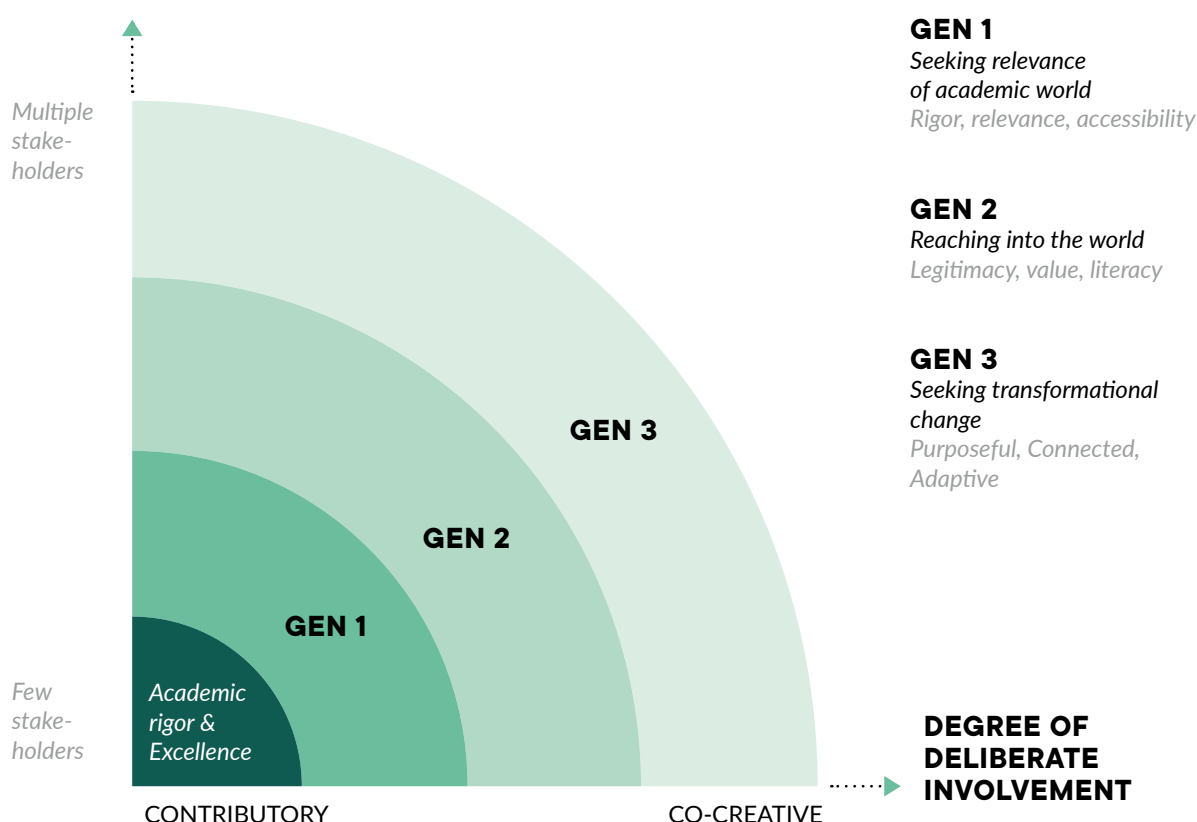 Multiple
stake-
holders
Few
stake-
holders
GEN 3
GEN 2
GEN 1
Academic
rigor &
Excellence
CONTRIBUTORY
CO-CREATIVE
DEGREE OF
DELIBERATE
INVOLVEMENT
GEN 1
Seeking relevance
of academic world
Rigor, relevance, accessibility
GEN 2
Reaching into the world
Legitimacy, value, literacy
GEN 3
Seeking transformational
change
Purposeful, Connected,
Adaptive